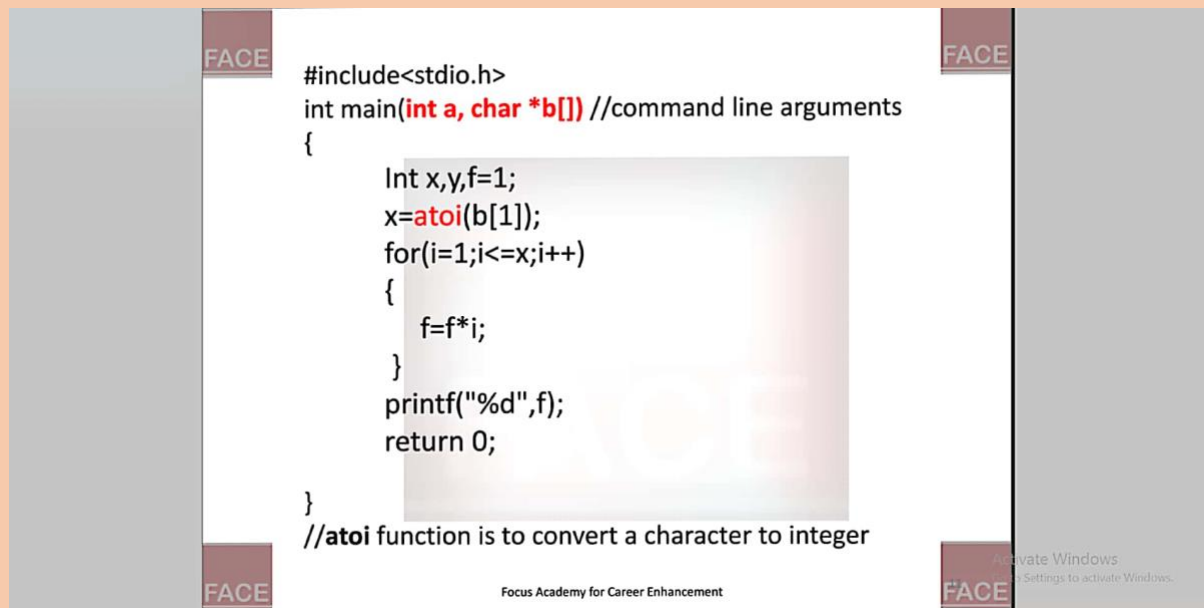 FACE
FACE
#include<stdio.h>
int main(int a, char *b[]) //command line arguments
{
Int x,y,f=1;
x=atoi(b[1]);
for(i=1;i<=x;i++)
{
f=f*i;
}
printf("%d",f);
return 0;
}
//atoi function is to convert a character to integer
ACE
FACE
Focus Academy for Career Enhancement
FACE
Activate Windows
Settings to activate Windows.